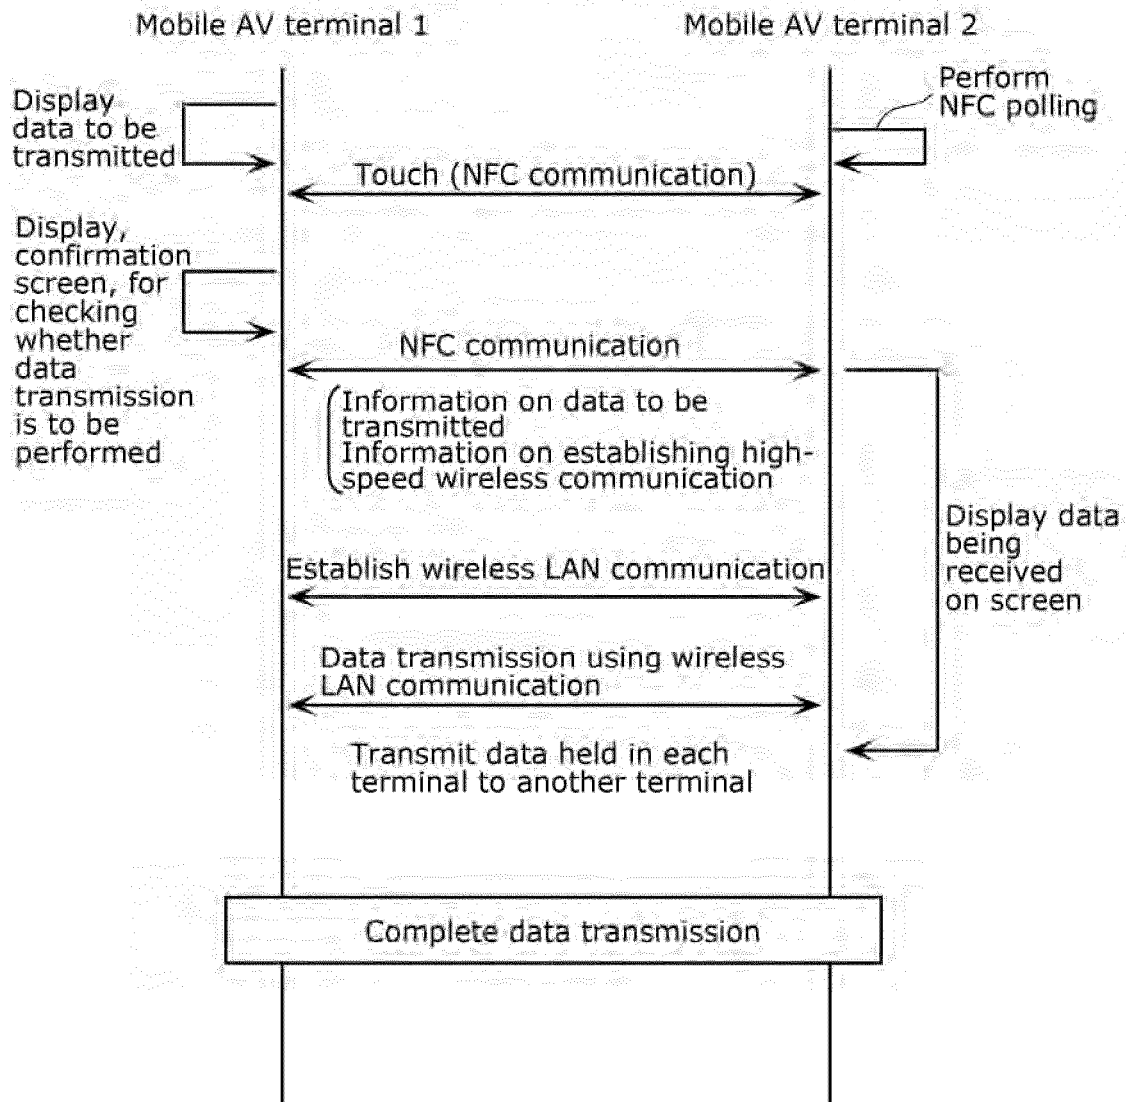 Mobile AV terminal 1
Mobile AV terminal 2
Perform
NFC polling
Display
data to be
transmitted
Touch (NFC communication)
Display,
confirmation
screen, for
checking
whether
data
transmission
is to be
performed
NFC communication
Information on data to be
transmitted
Information on establishing high-
speed wireless communication
Display data
being
received
on screen
Establish wireless LAN communication
Data transmission using wireless
LAN communication
Transmit data held in each
terminal to another terminal
Complete data transmission